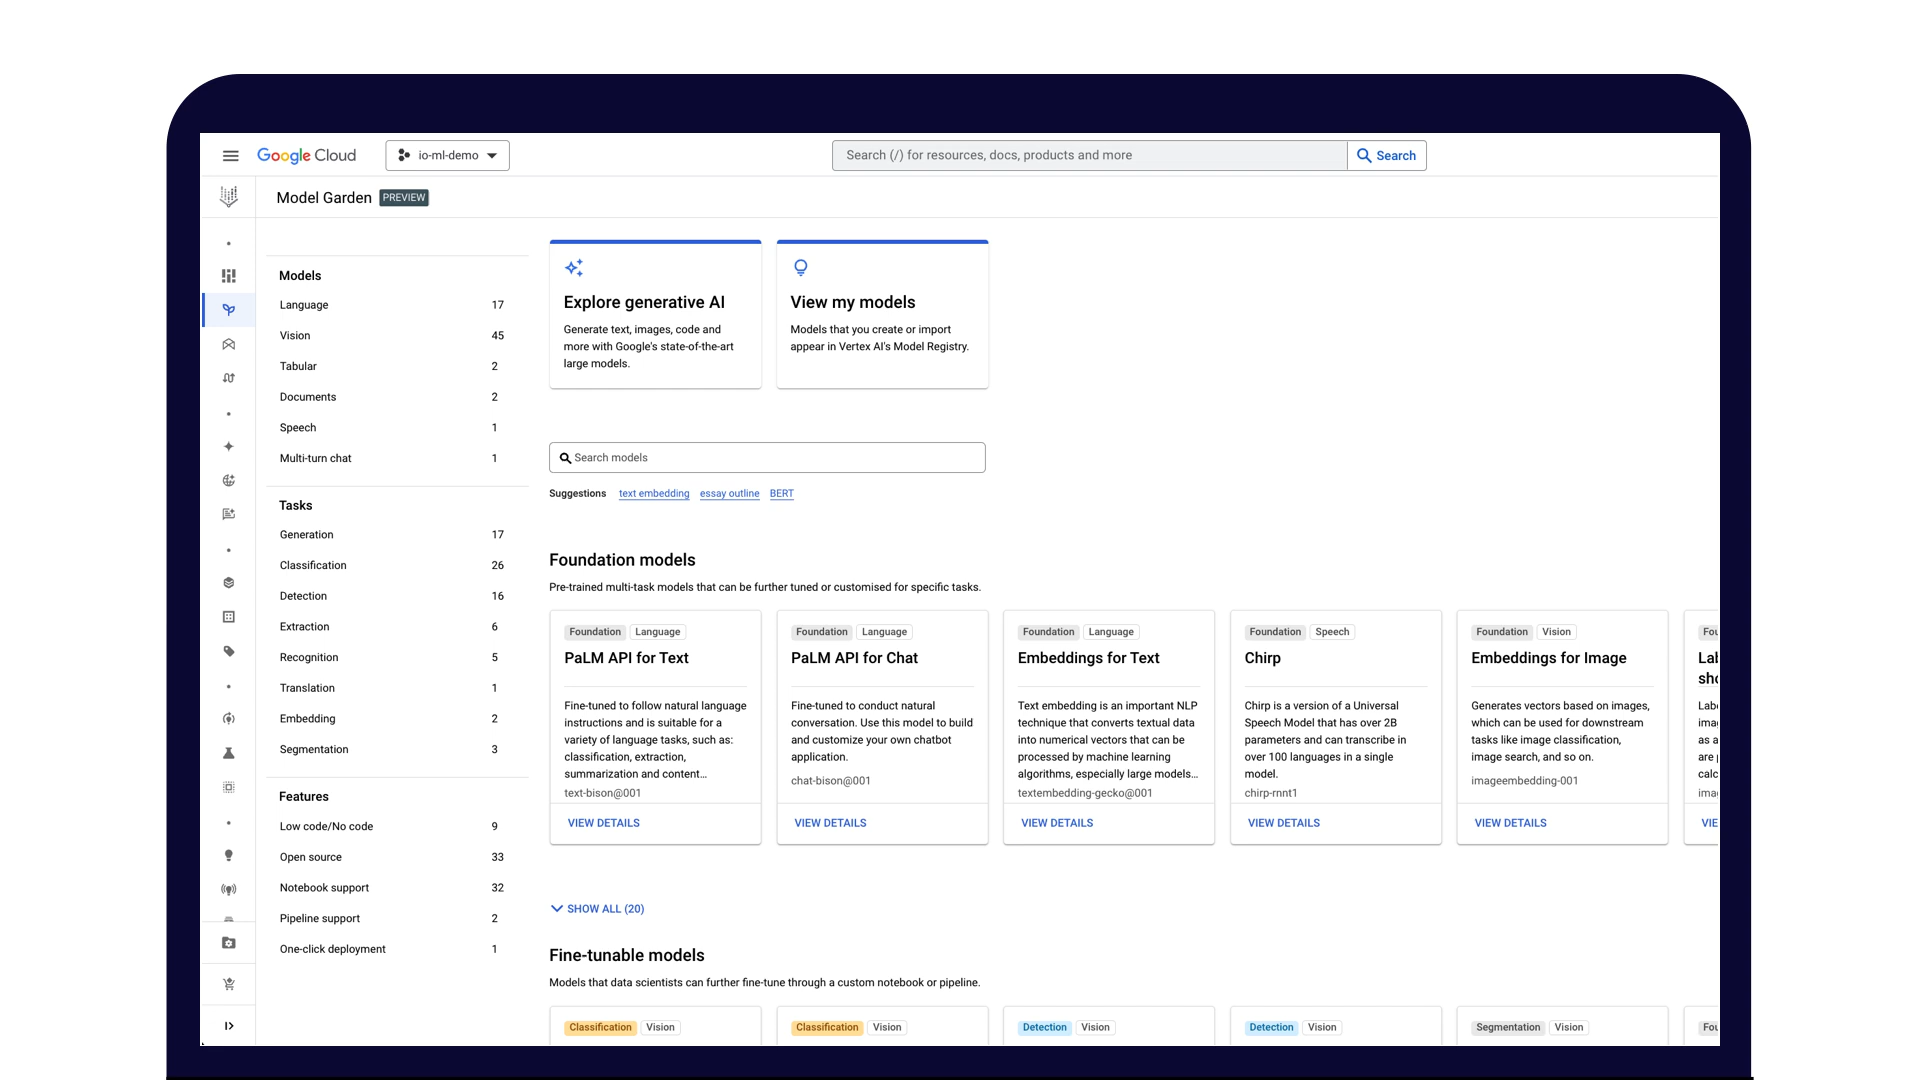 Google Cloud
io-ml-demo
Search (/) for resources, docs, products and more
Search
Model Garden
PREVIEW
Models
Language 17
Vision 45
Tabular 2
Documents 2
Speech 1
Multi-turn chat 1
Tasks
Generation 17
Classification 26
Detection 16
Extraction 6
Recognition 5
Translation 1
Embedding 2
Segmentation 3
Features
Low code/No code 9
Open source 33
Notebook support 32
Pipeline support 2
One-click deployment 1
Explore generative AI
Generate text, images, code and
more with Google's state-of-the-art
large models.
View my models
Models that you create or import
appear in Vertex AI's Model Registry.
Search models
Suggestions text embedding essay outline BERT
Foundation models
Pre-trained multi-task models that can be further tuned or customised for specific tasks.
Foundation Language
PaLM API for Text
Fine-tuned to follow natural language
instructions and is suitable for a
variety of language tasks, such as:
classification, extraction,
summarization and content...
text-bison@001
VIEW DETAILS
Foundation Language
PaLM API for Chat
Fine-tuned to conduct natural
conversation. Use this model to build
and customize your own chatbot
application.
chat-bison@001
VIEW DETAILS
Foundation Language
Embeddings for Text
Text embedding is an important NLP
technique that converts textual data
into numerical vectors that can be
processed by machine learning
algorithms, especially large models...
textembedding-gecko@001
VIEW DETAILS
Foundation Speech
Chirp
Chirp is a version of a Universal
Speech Model that has over 2B
parameters and can transcribe in
over 100 languages in a single
model.
chirp-rnnt1
VIEW DETAILS
Foundation Vision
Embeddings for Image
Generates vectors based on images,
which can be used for downstream
tasks like image classification,
image search, and so on.
imageembedding-001
VIEW DETAILS
SHOW ALL (20)
Fine-tunable models
Models that data scientists can further fine-tune through a custom notebook or pipeline.
Classification Vision
Classification Vision
Detection Vision
Detection Vision
Segmentation Vision